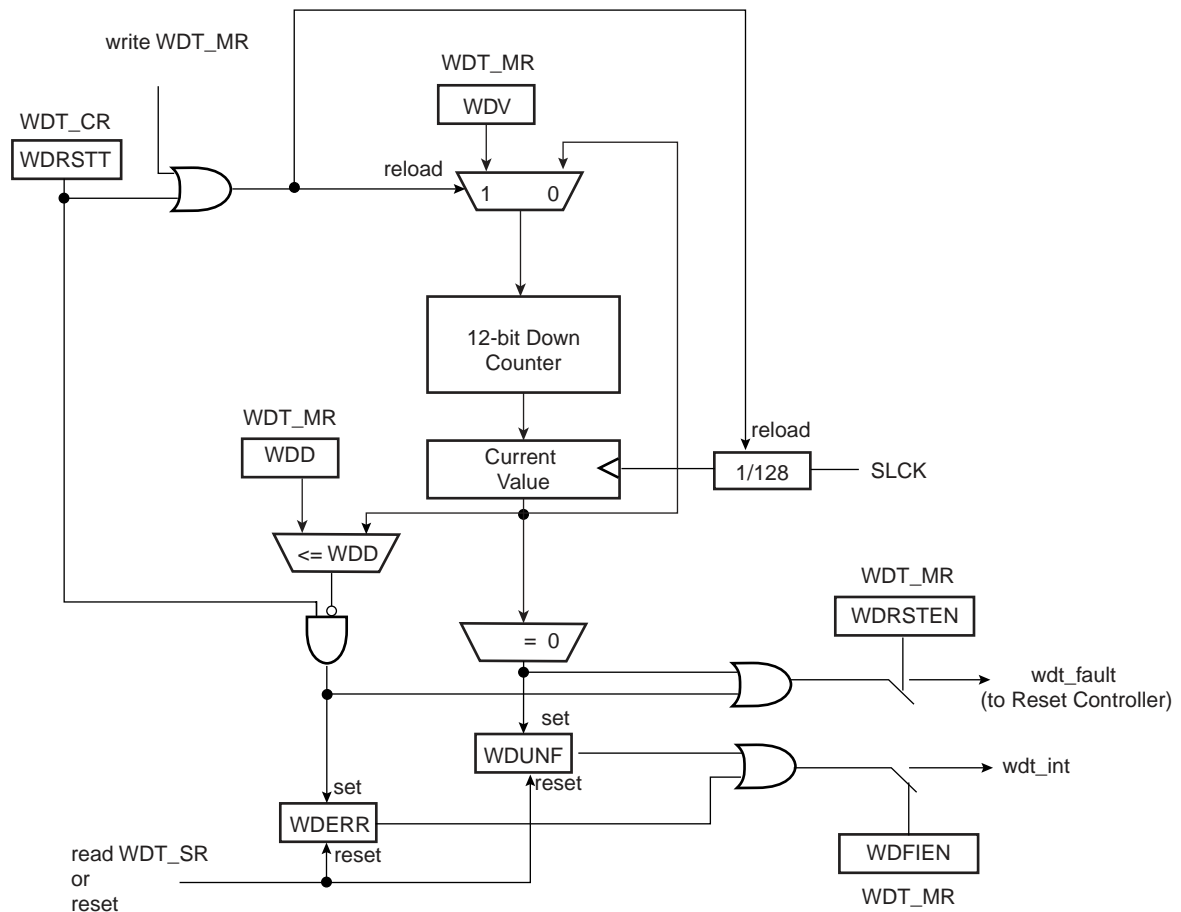 write WDT_MR
WDT_MR
WDV
WDT_CR
WDRSTT
reload
1 0
12-bit Down
Counter
WDT_MR
WDD
reload
Current
Value
1/128
SLCK
<= WDD
WDT_MR
WDRSTEN
= 0
wdt_fault
(to Reset Controller)
set
WDUNF
reset
wdt_int
set
WDERR
reset
WDFIEN
WDT_MR
read WDT_SR
or
reset